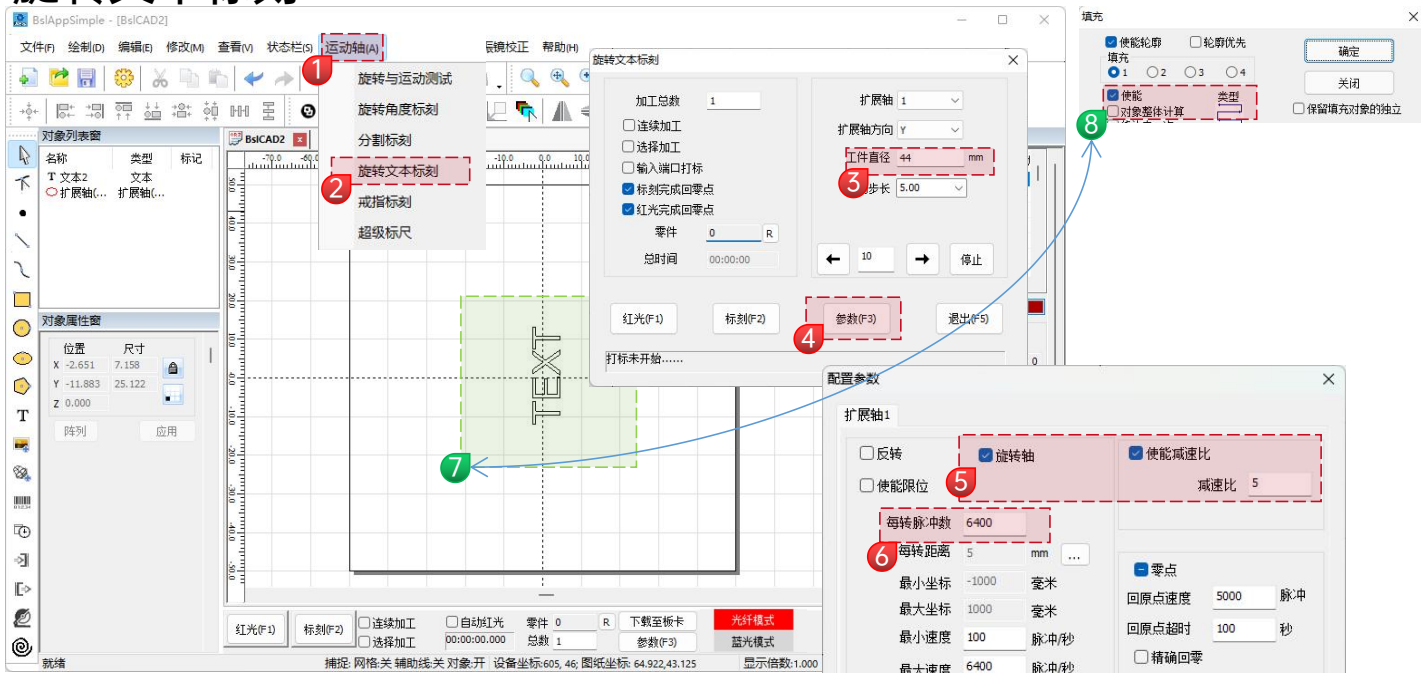 BslAppSimple - [BslCAD2]
文件(F) 绘制(D) 编辑(E) 修改(M) 查看(V) 状态栏(S) 运动轴(A) 振镜校正 帮助(H)
1
旋转与运动测试
旋转角度标刻
分割标刻
旋转文本标刻
2
戒指标刻
超级标尺
对象列表窗
名称 类型 标记
T 文本2 文本
扩展轴(... 扩展轴(...
对象属性窗
位置 尺寸
X -2.651 7.158
Y -11.883 25.122
Z 0.000
阵列 应用
BslCAD2
-70.0 -60.0 -10.0 0.0 10.0
TEXT
7
旋转文本标刻
加工总数 1
连续加工
选择加工
输入端口打标
标刻完成回零点
红光完成回零点
零件 0 R
总时间 00:00:00
扩展轴 1
扩展轴方向 Y
工件直径 44 mm
3
步长 5.00
10 停止
红光(F1) 标刻(F2) 参数(F3) 退出(F5)
4
打标未开始......
填充
使能轮廓 轮廓优先
填充
1 2 3 4
使能 类型
对象整体计算
8
确定
关闭
保留填充对象的独立
配置参数
扩展轴1
反转 旋转轴 使能减速比
使能限位 5 减速比 5
每转脉冲数 6400
6
每转距离 5 mm ...
最小坐标 -1000 毫米
最大坐标 1000 毫米
最小速度 100 脉冲/秒
最大速度 6400 脉冲/秒
零点
回原点速度 5000 脉冲
回原点超时 100 秒
精确回零
红光(F1) 标刻(F2) 连续加工 自动红光 零件 0 R 下载至板卡 光纤模式
选择加工 00:00:00.000 总数 1 参数(F3) 蓝光模式
就绪 捕捉: 网格:关 辅助线:关 对象:开 设备坐标:605, 46; 图纸坐标: 64.922,43.125 显示倍数:1.000